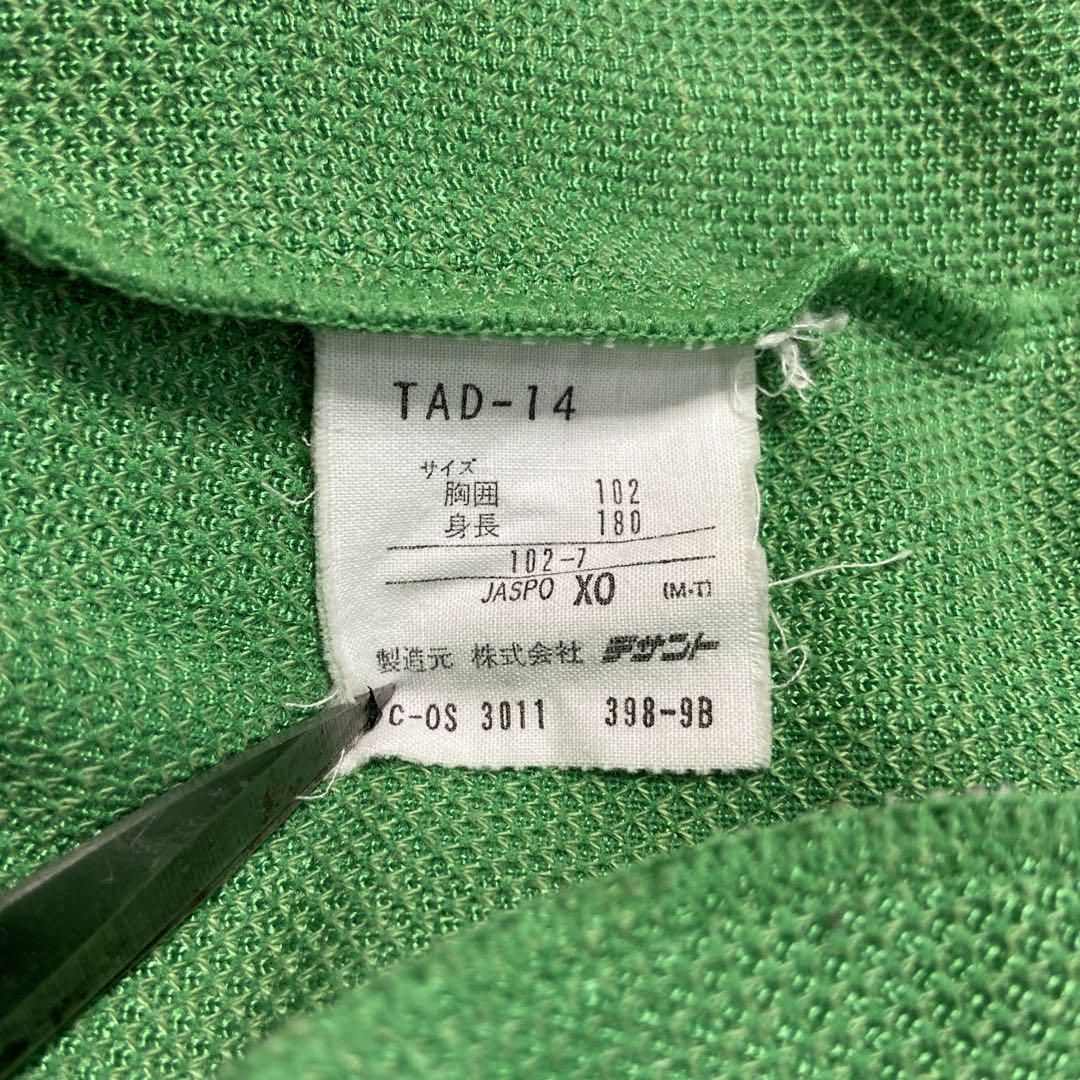 TAD-14
サイズ
胸囲 102
身長 180
102-7
JASPO XO (M·T)
製造元 株式会社 デサント
C-OS 3011 398-9B